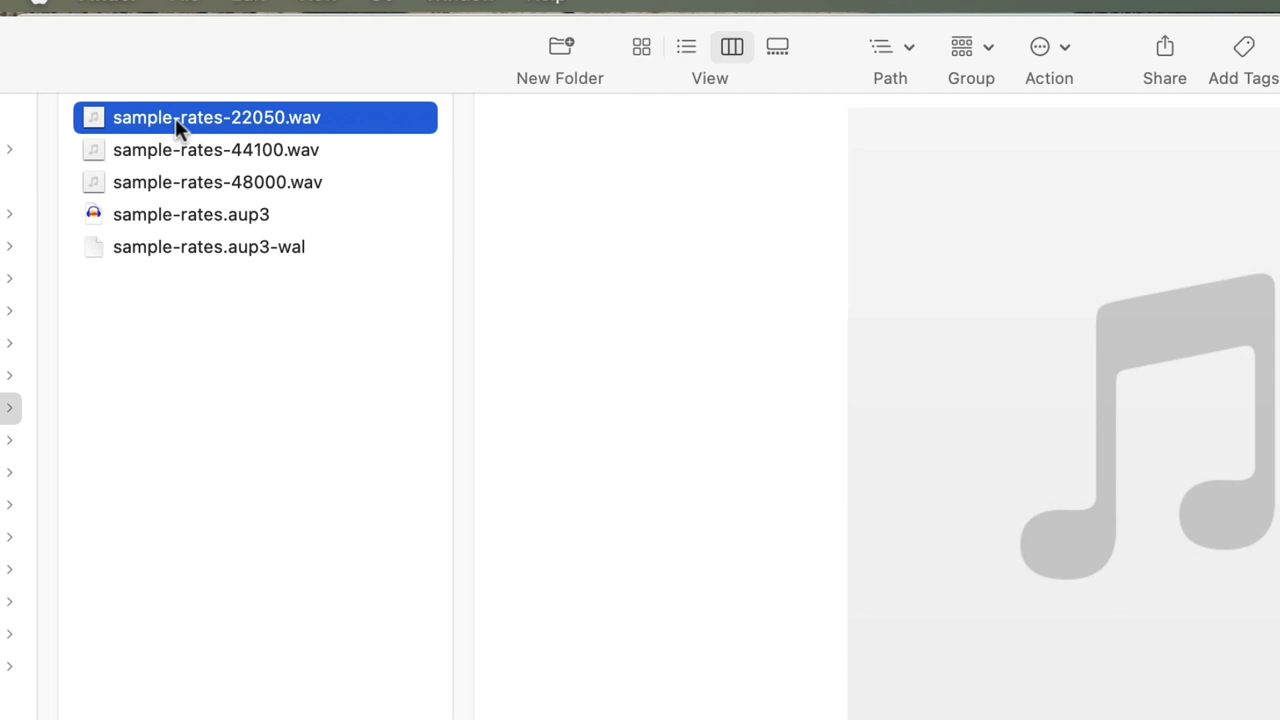 New Folder
View
Path
Group
Action
Share
Add Tags
sample-rates-22050.wav
sample-rates-44100.wav
sample-rates-48000.wav
sample-rates.aup3
sample-rates.aup3-wal